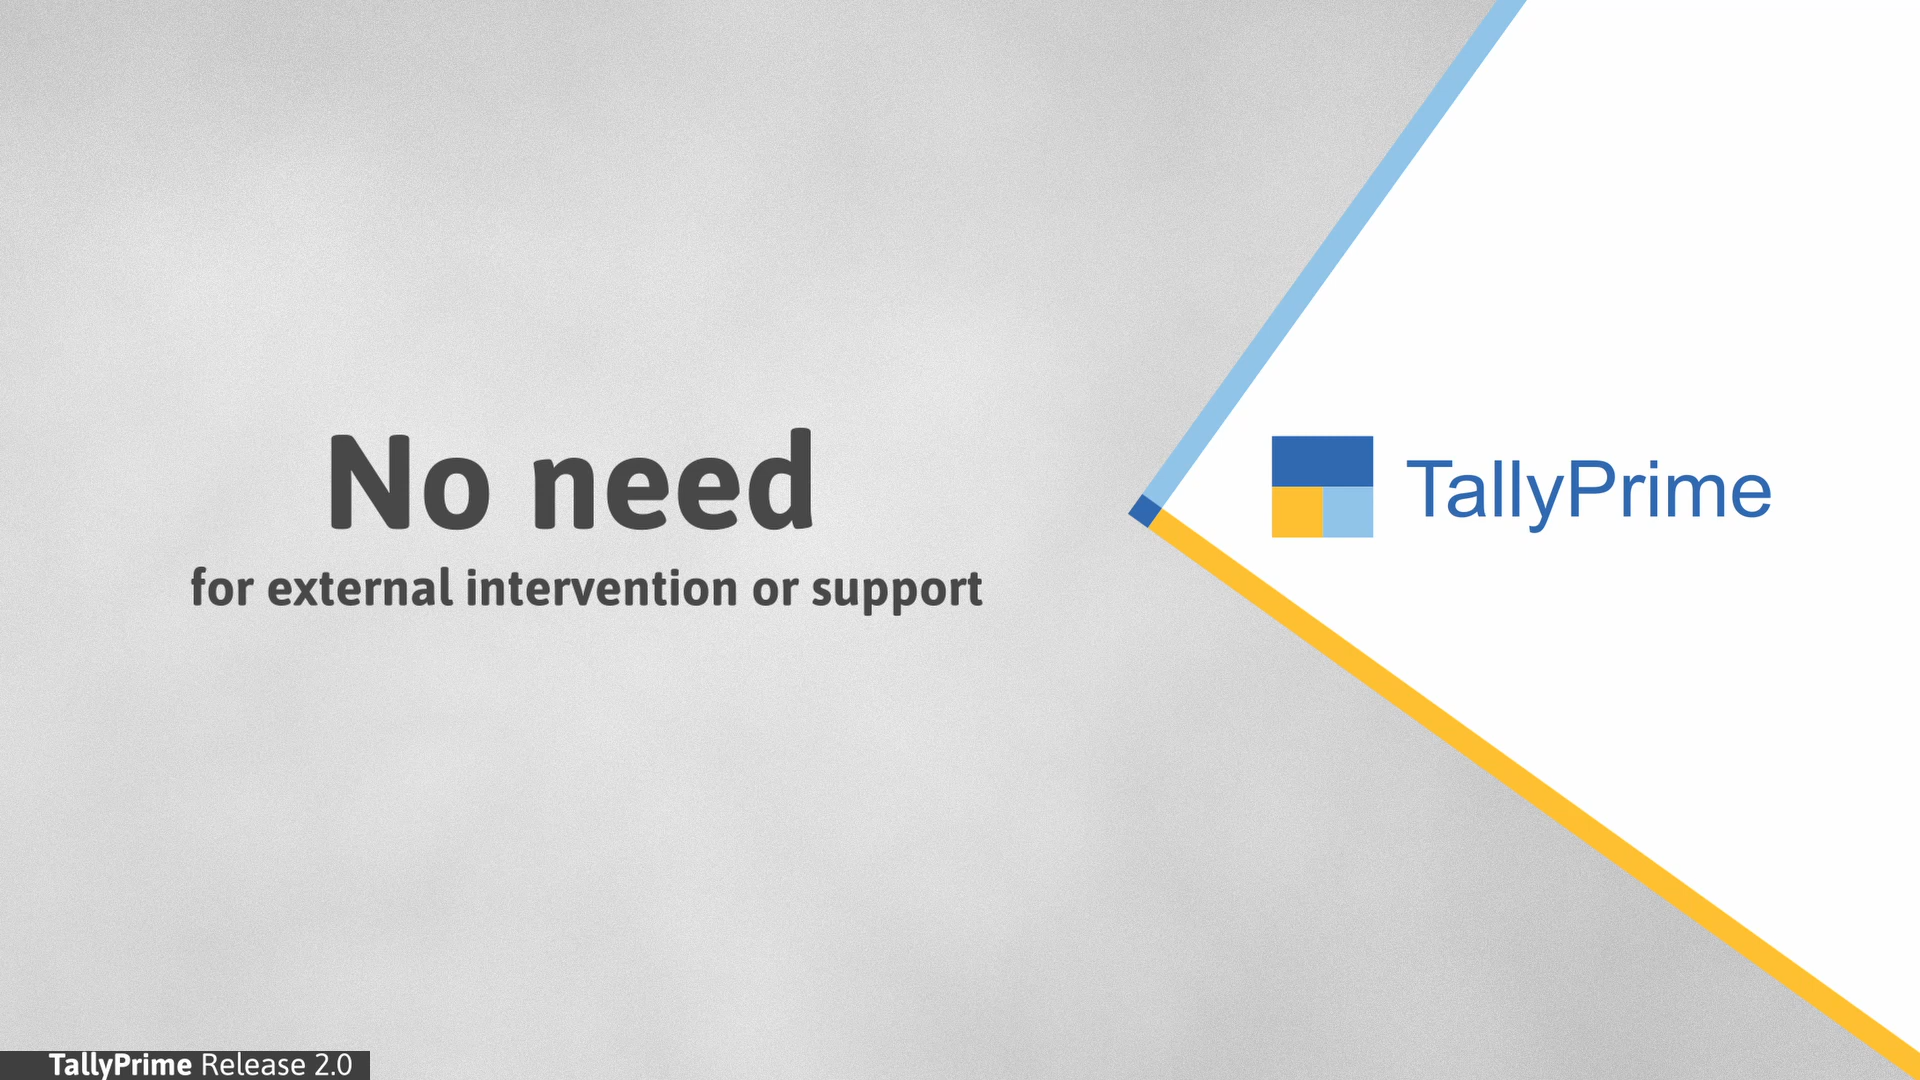 No need
for external intervention or support
TallyPrime
TallyPrime Release 2.0